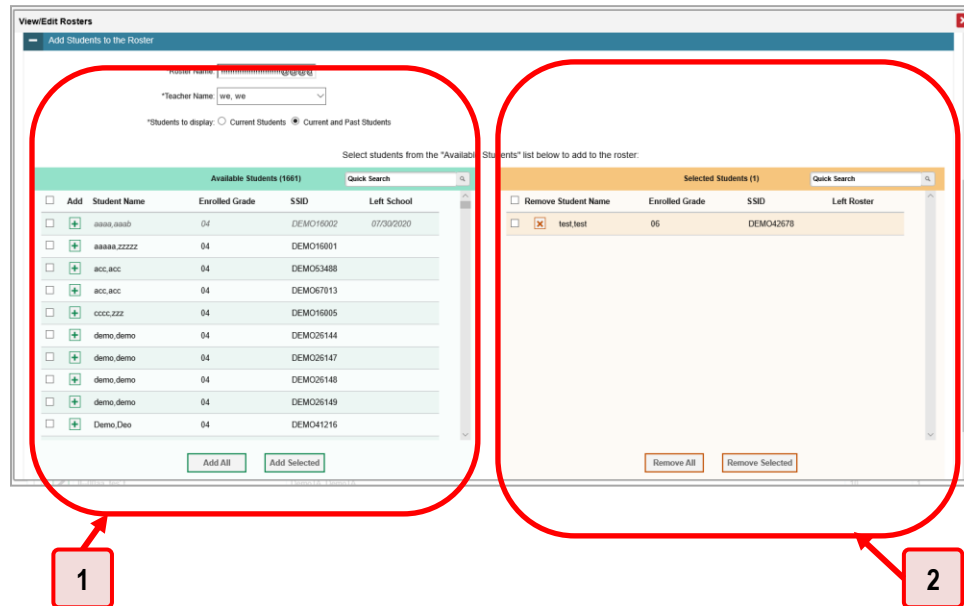 View/Edit Rosters
Add Students to the Roster
Roster Name
@@@@
*Teacher Name: we, we
*Students to display: Current Students Current and Past Students
Select students from the "Available Students" list below to add to the roster:
Available Students (1661) Quick Search
Add Student Name Enrolled Grade SSID Left School
aaaa,aaab 04 DEMO16002 07/30/2020
aaaaa,zzzzz 04 DEMO16001
acc,acc 04 DEMO53488
acc,acc 04 DEMO67013
cccc,zzz 04 DEMO16005
demo,demo 04 DEMO26144
demo,demo 04 DEMO26147
demo,demo 04 DEMO26148
demo,demo 04 DEMO26149
Demo,Deo 04 DEMO41216
Add All Add Selected
Selected Students (1) Quick Search
Remove Student Name Enrolled Grade SSID Left Roster
test,test 06 DEMO42678
Remove All Remove Selected
1
2